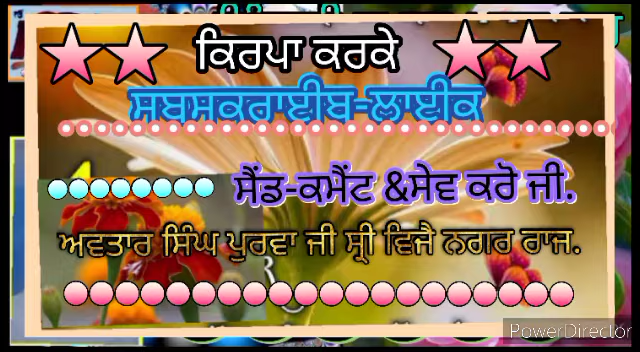 ਕਿਰਪਾ ਕਰਕੇ
ਸਬਸਕਰਾਈਬ-ਲਾਈਕ
ਸੈਂਡ-ਕਮੈਂਟ &ਸੇਵ ਕਰੋ ਜੀ.
ਅਵਤਾਰ ਸਿੰਘ ਪੁਰਵਾ ਜੀ ਸ੍ਰੀ ਵਿਜੈ ਨਗਰ ਰਾਜ.
PowerDirector